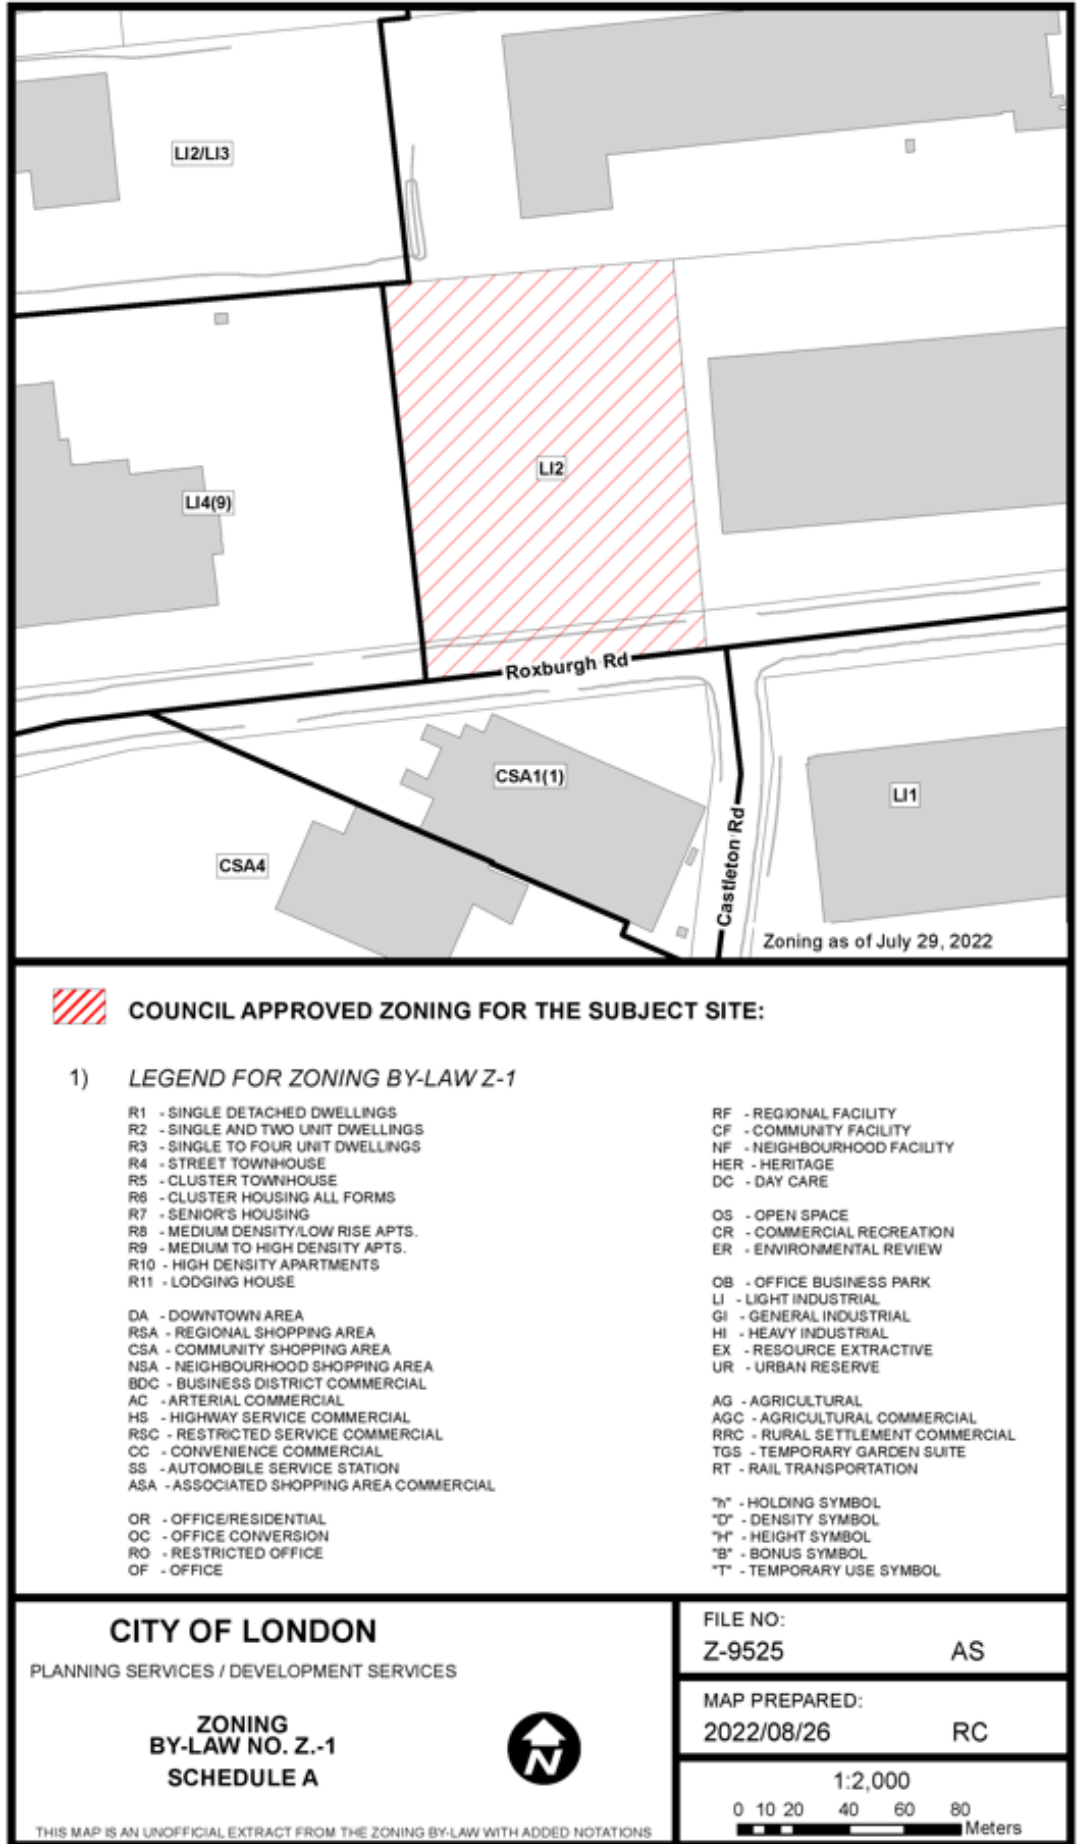 LI2/LI3
LI2
LI4(9)
Roxburgh Rd
CSA1(1)
LI1
CSA4
Castleton Rd
Zoning as of July 29, 2022
COUNCIL APPROVED ZONING FOR THE SUBJECT SITE:
1) LEGEND FOR ZONING BY-LAW Z-1
R1 - SINGLE DETACHED DWELLINGS
R2 - SINGLE AND TWO UNIT DWELLINGS
R3 - SINGLE TO FOUR UNIT DWELLINGS
R4 - STREET TOWNHOUSE
R5 - CLUSTER TOWNHOUSE
R6 - CLUSTER HOUSING ALL FORMS
R7 - SENIOR'S HOUSING
R8 - MEDIUM DENSITY/LOW RISE APTS.
R9 - MEDIUM TO HIGH DENSITY APTS.
R10 - HIGH DENSITY APARTMENTS
R11 - LODGING HOUSE
DA - DOWNTOWN AREA
RSA - REGIONAL SHOPPING AREA
CSA - COMMUNITY SHOPPING AREA
NSA - NEIGHBOURHOOD SHOPPING AREA
BDC - BUSINESS DISTRICT COMMERCIAL
AC - ARTERIAL COMMERCIAL
HS - HIGHWAY SERVICE COMMERCIAL
RSC - RESTRICTED SERVICE COMMERCIAL
CC - CONVENIENCE COMMERCIAL
SS - AUTOMOBILE SERVICE STATION
ASA - ASSOCIATED SHOPPING AREA COMMERCIAL
OR - OFFICE/RESIDENTIAL
OC - OFFICE CONVERSION
RO - RESTRICTED OFFICE
OF - OFFICE
RF - REGIONAL FACILITY
CF - COMMUNITY FACILITY
NF - NEIGHBOURHOOD FACILITY
HER - HERITAGE
DC - DAY CARE
OS - OPEN SPACE
CR - COMMERCIAL RECREATION
ER - ENVIRONMENTAL REVIEW
OB - OFFICE BUSINESS PARK
LI - LIGHT INDUSTRIAL
GI - GENERAL INDUSTRIAL
HI - HEAVY INDUSTRIAL
EX - RESOURCE EXTRACTIVE
UR - URBAN RESERVE
AG - AGRICULTURAL
AGC - AGRICULTURAL COMMERCIAL
RRC - RURAL SETTLEMENT COMMERCIAL
TGS - TEMPORARY GARDEN SUITE
RT - RAIL TRANSPORTATION
"h" - HOLDING SYMBOL
"D" - DENSITY SYMBOL
"H" - HEIGHT SYMBOL
"B" - BONUS SYMBOL
"T" - TEMPORARY USE SYMBOL
CITY OF LONDON
PLANNING SERVICES / DEVELOPMENT SERVICES
ZONING
BY-LAW NO. Z.-1
SCHEDULE A
N
THIS MAP IS AN UNOFFICIAL EXTRACT FROM THE ZONING BY-LAW WITH ADDED NOTATIONS
FILE NO:
Z-9525 AS
MAP PREPARED:
2022/08/26 RC
1:2,000
0 10 20 40 60 80
Meters